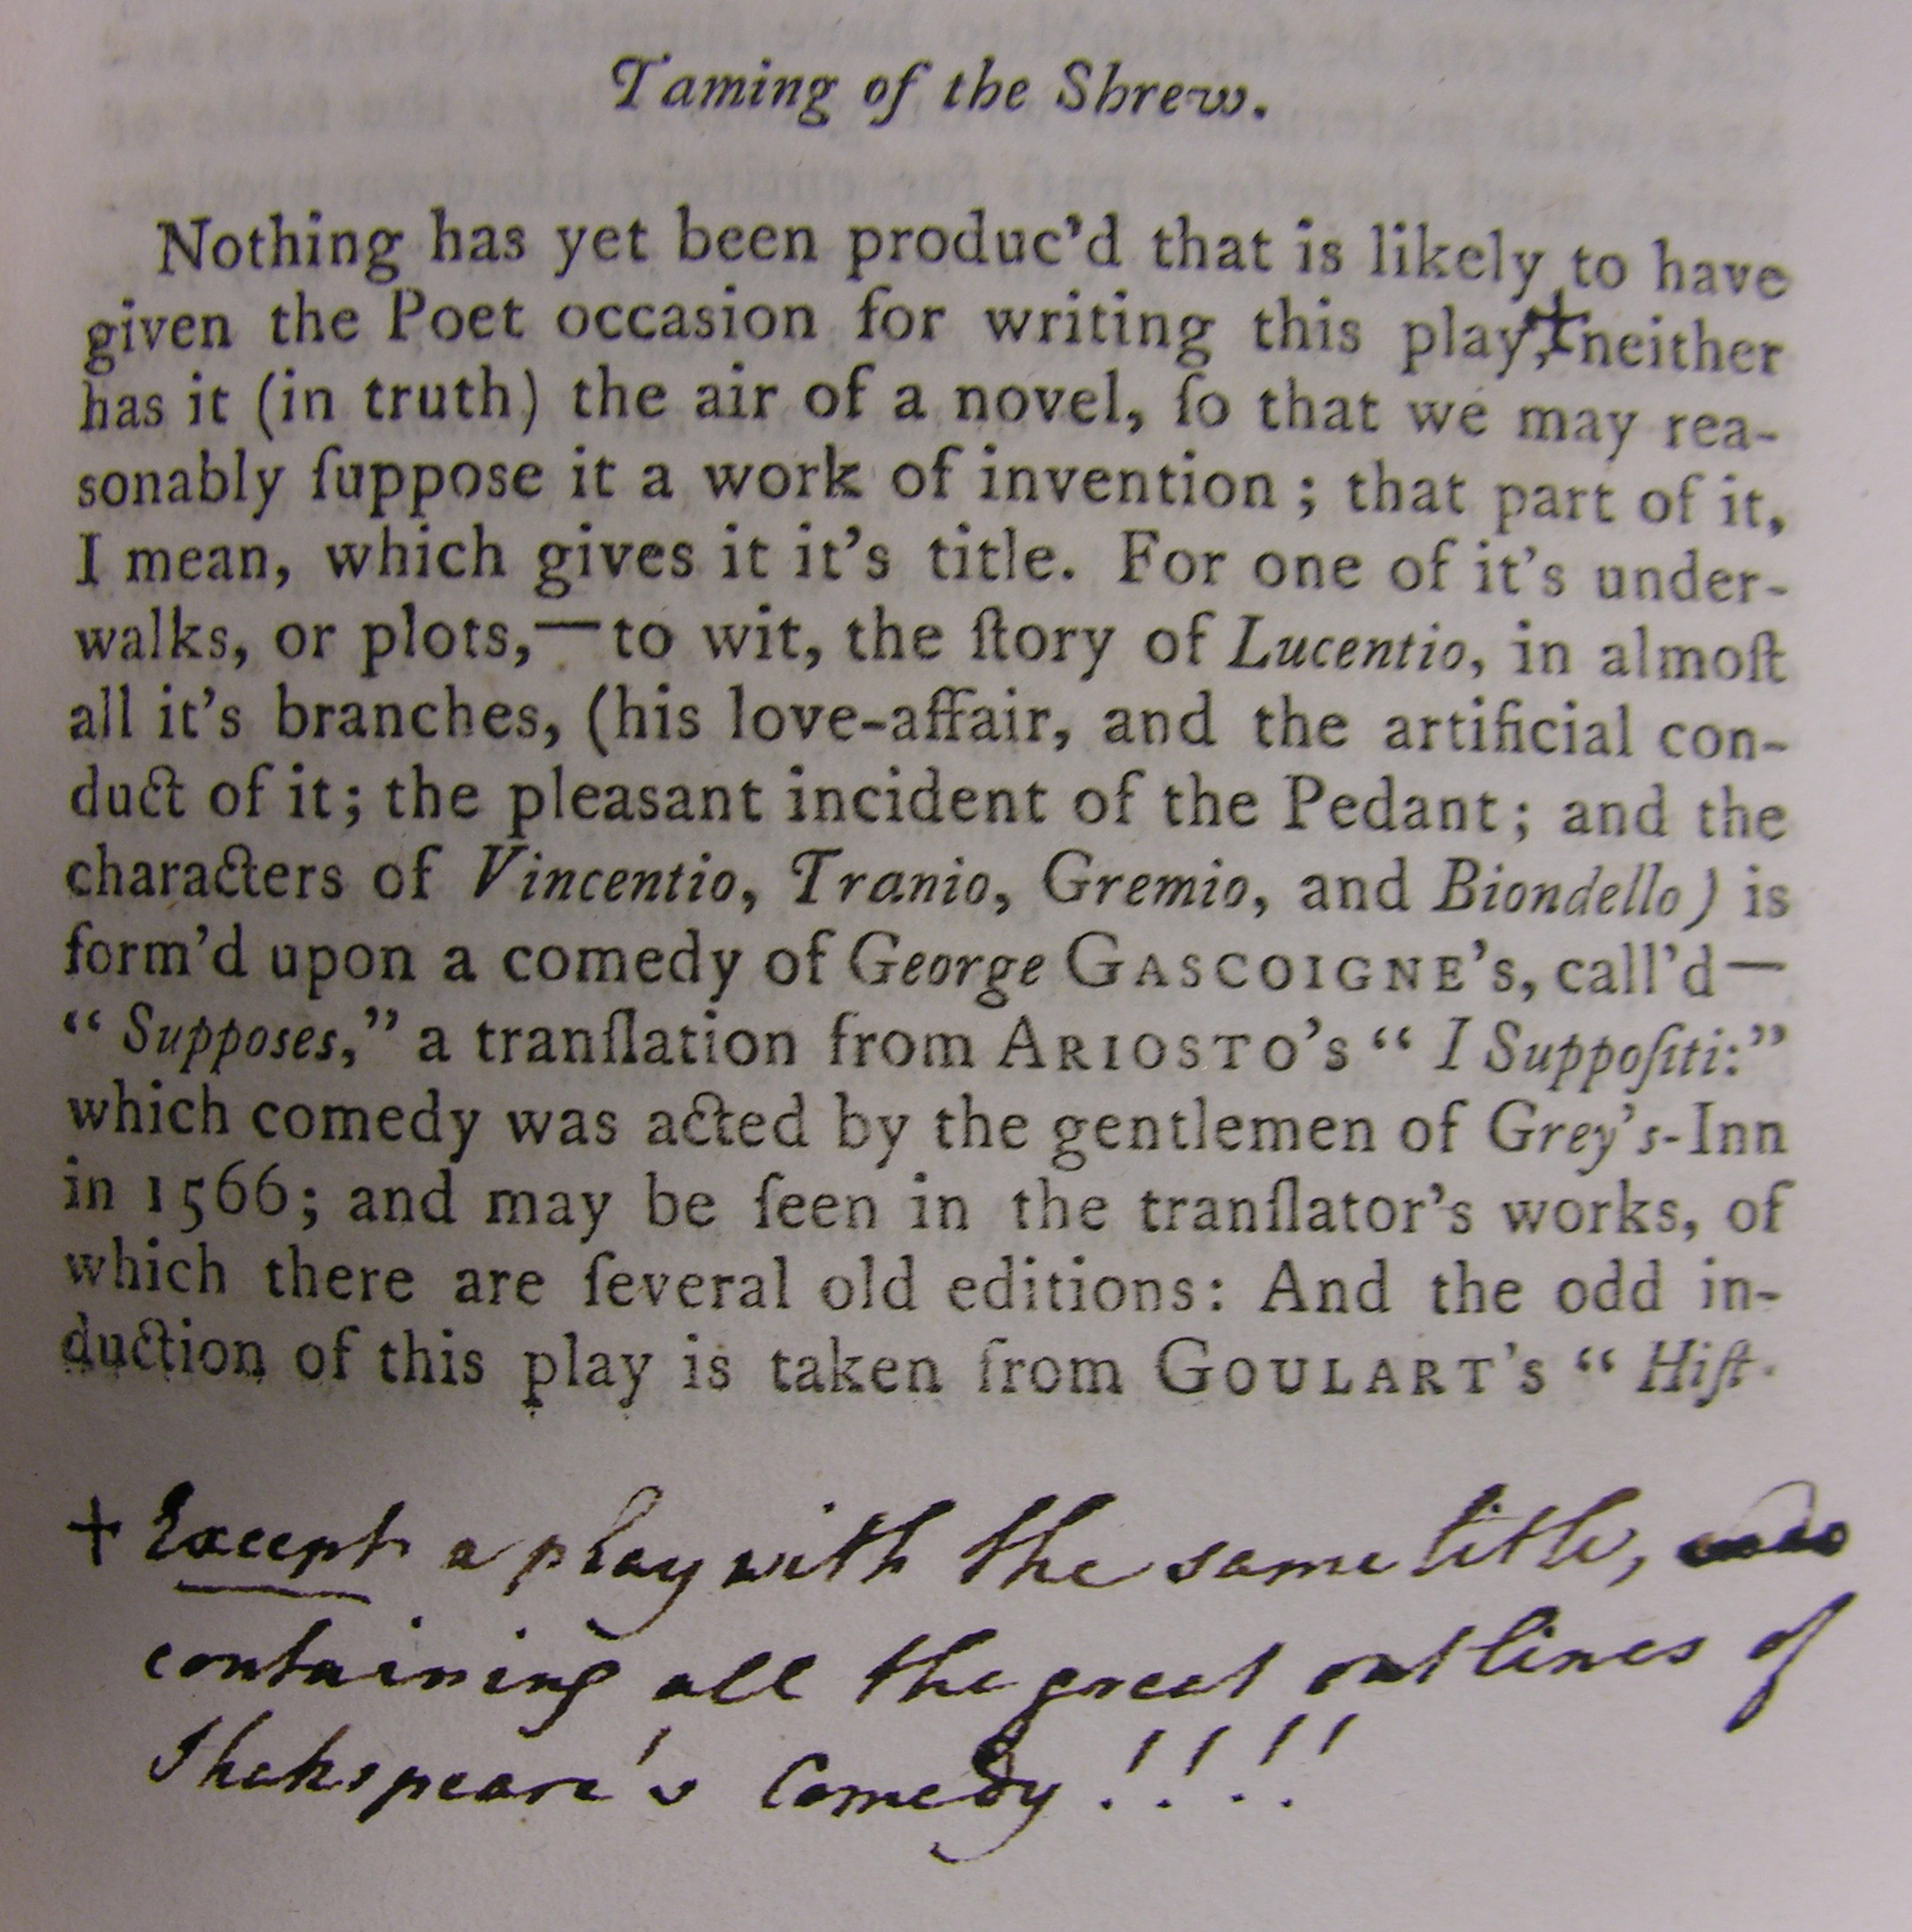 Taming of the Shrew.
Nothing has yet been produc'd that is likely to have
given the Poet occasion for writing this play,† neither
has it (in truth) the air of a novel, ſo that we may rea-
sonably ſuppose it a work of invention ; that part of it,
I mean, which gives it it's title. For one of it's under-
walks, or plots,—to wit, the ſtory of Lucentio, in almoſt
all it's branches, (his love-affair, and the artificial con-
duct of it; the pleasant incident of the Pedant; and the
characters of Vincentio, Tranio, Gremio, and Biondello) is
form'd upon a comedy of George GASCOIGNE's, call'd—
“ Supposes,” a tranſlation from ARIOSTO's “ I Suppoſiti:”
which comedy was acted by the gentlemen of Grey's-Inn
in 1566; and may be ſeen in the tranſlator's works, of
which there are ſeveral old editions: And the odd in-
duction of this play is taken from GOULART's “ Hiſt.
† Except a play with the same title,
containing all the great outlines of
Shakspeare's Comedy!!!!